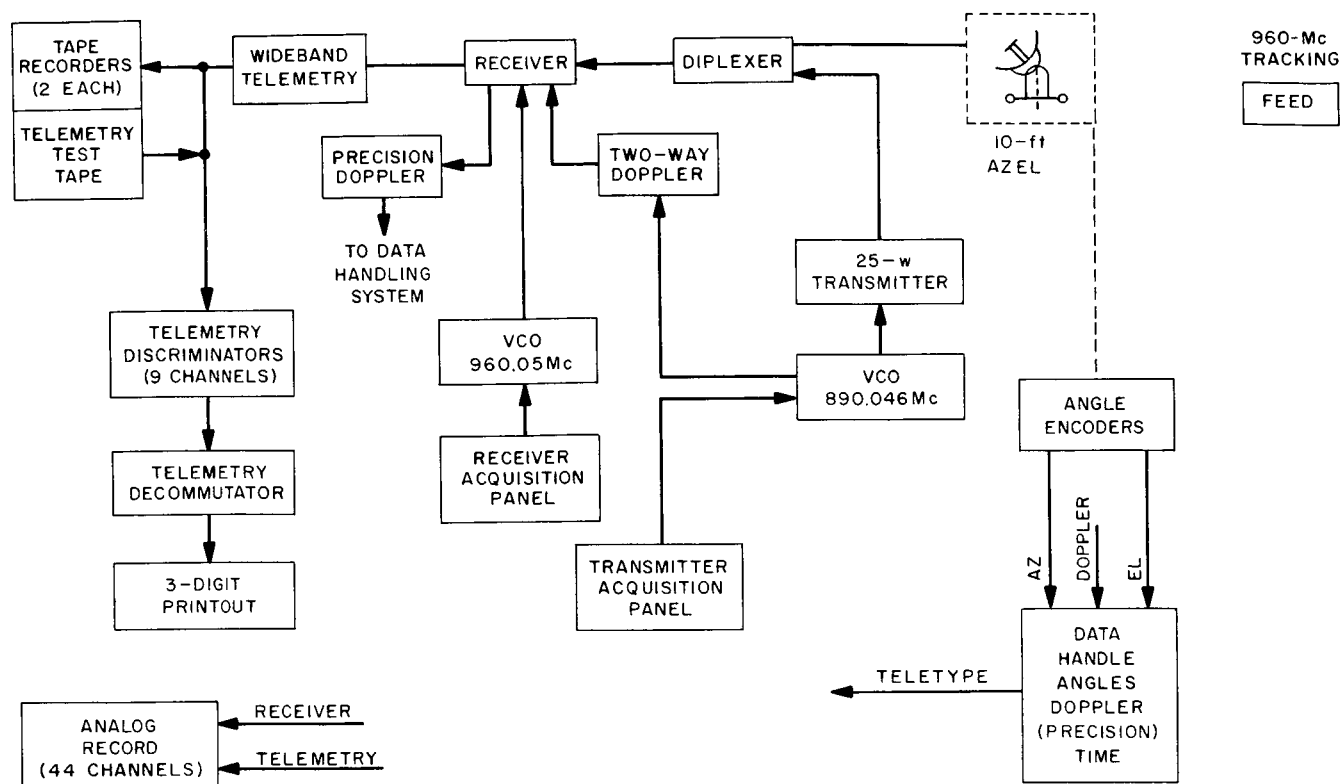 TAPE
RECORDERS
(2 EACH)
TELEMETRY
TEST
TAPE
WIDEBAND
TELEMETRY
RECEIVER
DIPLEXER
10-ft
AZEL
960-Mc
TRACKING
FEED
PRECISION
DOPPLER
TO DATA
HANDLING
SYSTEM
TWO-WAY
DOPPLER
25-w
TRANSMITTER
TELEMETRY
DISCRIMINATORS
(9 CHANNELS)
VCO
960.05Mc
VCO
890.046Mc
ANGLE
ENCODERS
TELEMETRY
DECOMMUTATOR
RECEIVER
ACQUISITION
PANEL
3-DIGIT
PRINTOUT
TRANSMITTER
ACQUISITION
PANEL
AZ
DOPPLER
EL
DATA
HANDLE
ANGLES
DOPPLER
(PRECISION)
TIME
TELETYPE
ANALOG
RECORD
(44 CHANNELS)
RECEIVER
TELEMETRY